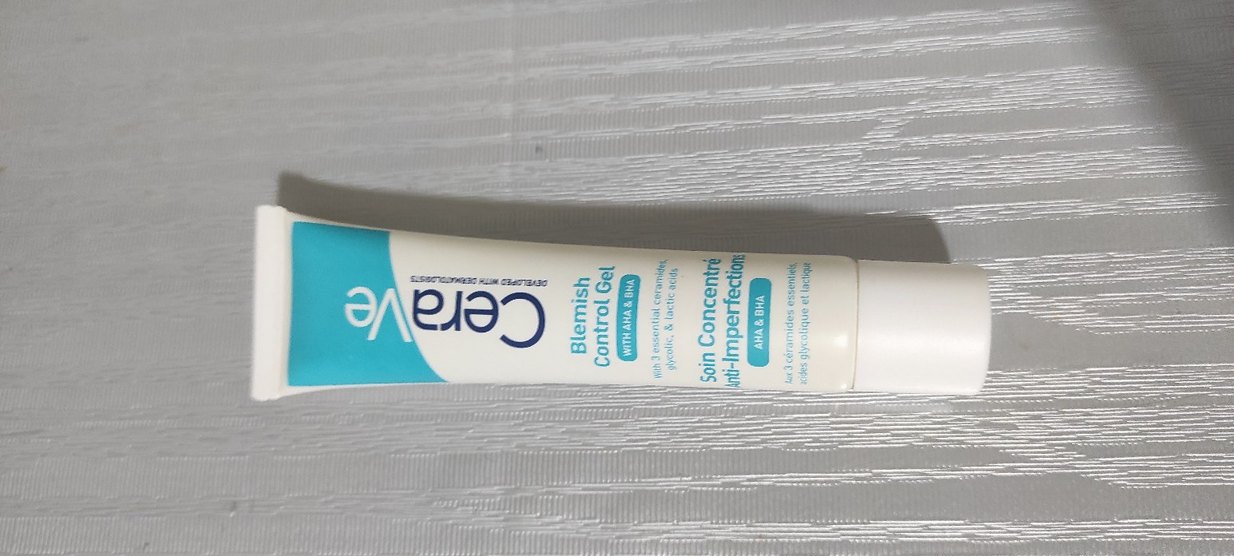 CeraVe
DEVELOPED WITH DERMATOLOGISTS
Blemish
Control Gel
WITH AHA & BHA
With 3 essential ceramides,
glycolic, & lactic acids
Soin Concentré
Anti-Imperfections
AHA & BHA
Aux 3 céramides essentiels,
acides glycolique et lactique